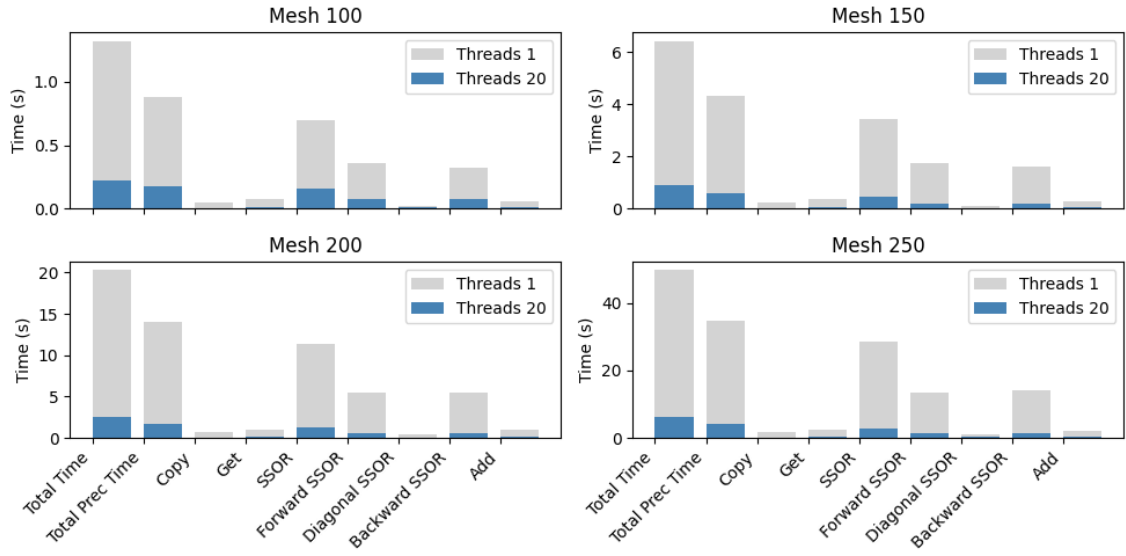 Mesh 100
Time (s)
1.0
0.5
0.0
Threads 1
Threads 20
Mesh 150
Time (s)
6
4
2
0
Threads 1
Threads 20
Mesh 200
Time (s)
20
15
10
5
0
Threads 1
Threads 20
Total Time
Total Prec Time
Copy
Get
SSOR
Forward SSOR
Diagonal SSOR
Backward SSOR
Add
Mesh 250
Time (s)
40
20
0
Threads 1
Threads 20
Total Time
Total Prec Time
Copy
Get
SSOR
Forward SSOR
Diagonal SSOR
Backward SSOR
Add